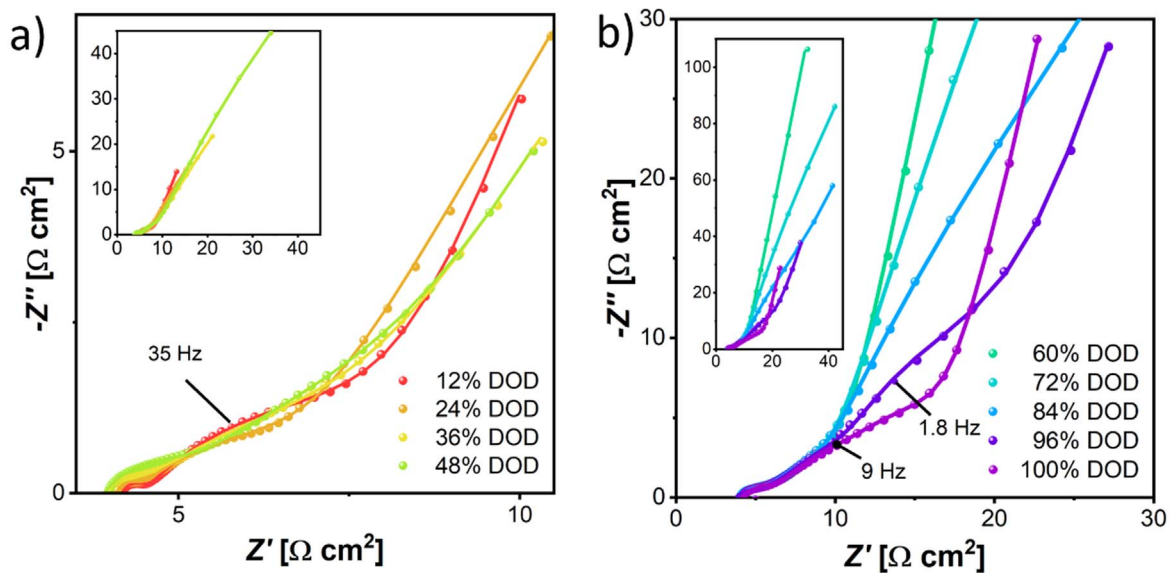 a)
45
40
30
20
10
0
0
10
20
30
40
35 Hz
12% DOD
24% DOD
36% DOD
48% DOD
5
0
5
10
-Z″ [Ω cm²]
Z′ [Ω cm²]
b)
30
20
10
0
100
80
60
40
20
0
0
20
40
60% DOD
72% DOD
84% DOD
96% DOD
100% DOD
1.8 Hz
9 Hz
0
10
20
30
-Z″ [Ω cm²]
Z′ [Ω cm²]